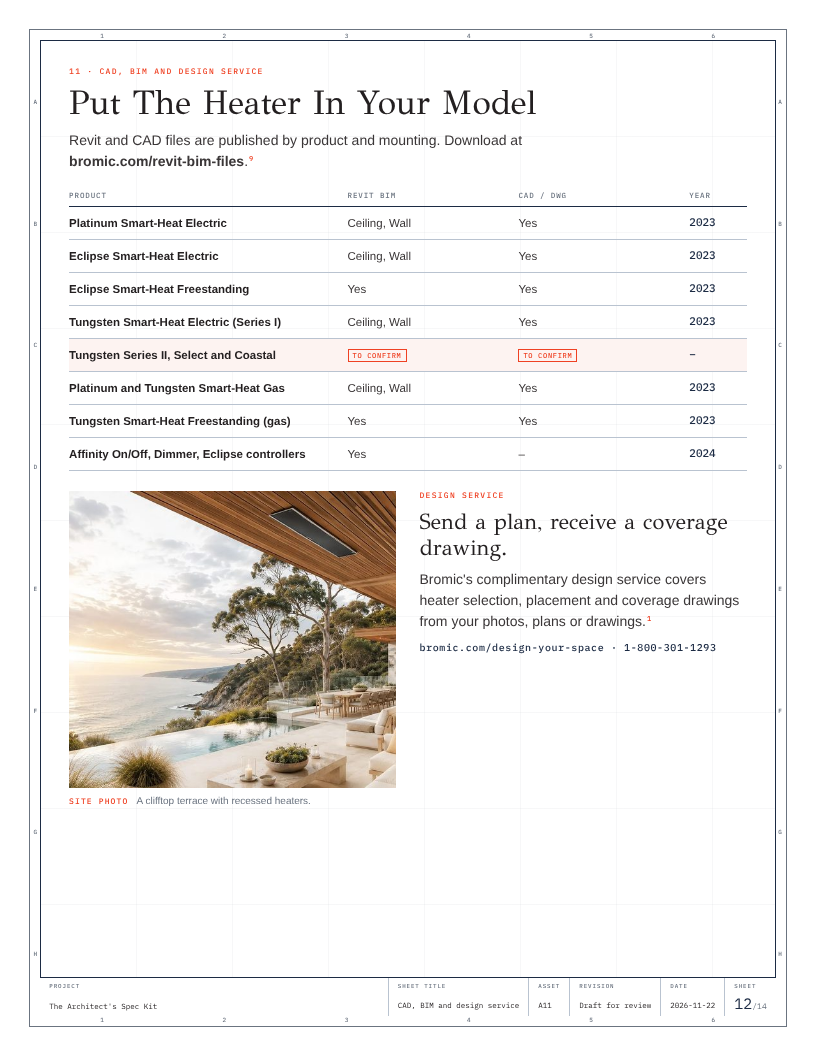 1 2 3 4 5 6
A A
B B
C C
D D
E E
F F
G G
H H
11 · CAD, BIM AND DESIGN SERVICE
Put The Heater In Your Model
Revit and CAD files are published by product and mounting. Download at
bromic.com/revit-bim-files.⁹
PRODUCT REVIT BIM CAD / DWG YEAR
Platinum Smart-Heat Electric Ceiling, Wall Yes 2023
Eclipse Smart-Heat Electric Ceiling, Wall Yes 2023
Eclipse Smart-Heat Freestanding Yes Yes 2023
Tungsten Smart-Heat Electric (Series I) Ceiling, Wall Yes 2023
Tungsten Series II, Select and Coastal TO CONFIRM TO CONFIRM –
Platinum and Tungsten Smart-Heat Gas Ceiling, Wall Yes 2023
Tungsten Smart-Heat Freestanding (gas) Yes Yes 2023
Affinity On/Off, Dimmer, Eclipse controllers Yes – 2024
DESIGN SERVICE
Send a plan, receive a coverage
drawing.
Bromic's complimentary design service covers
heater selection, placement and coverage drawings
from your photos, plans or drawings.¹
bromic.com/design-your-space · 1-800-301-1293
SITE PHOTO A clifftop terrace with recessed heaters.
PROJECT SHEET TITLE ASSET REVISION DATE SHEET
The Architect's Spec Kit CAD, BIM and design service A11 Draft for review 2026-11-22 12/14
1 2 3 4 5 6